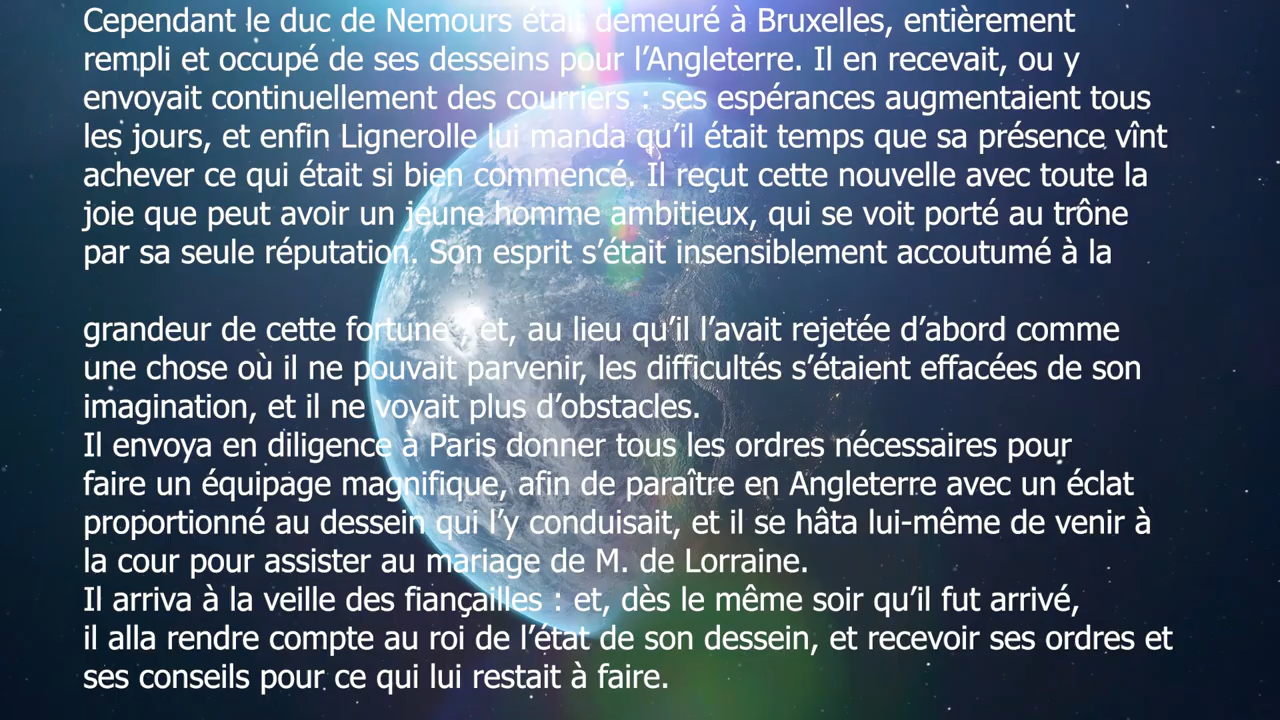 Cependant le duc de Nemours était demeuré à Bruxelles, entièrement
rempli et occupé de ses desseins pour l’Angleterre. Il en recevait, ou y
envoyait continuellement des courriers : ses espérances augmentaient tous
les jours, et enfin Lignerolle lui manda qu’il était temps que sa présence vînt
achever ce qui était si bien commencé. Il reçut cette nouvelle avec toute la
joie que peut avoir un jeune homme ambitieux, qui se voit porté au trône
par sa seule réputation. Son esprit s’était insensiblement accoutumé à la
grandeur de cette fortune ; et, au lieu qu’il l’avait rejetée d’abord comme
une chose où il ne pouvait parvenir, les difficultés s’étaient effacées de son
imagination, et il ne voyait plus d’obstacles.
Il envoya en diligence à Paris donner tous les ordres nécessaires pour
faire un équipage magnifique, afin de paraître en Angleterre avec un éclat
proportionné au dessein qui l’y conduisait, et il se hâta lui-même de venir à
la cour pour assister au mariage de M. de Lorraine.
Il arriva à la veille des fiançailles : et, dès le même soir qu’il fut arrivé,
il alla rendre compte au roi de l’état de son dessein, et recevoir ses ordres et
ses conseils pour ce qui lui restait à faire.